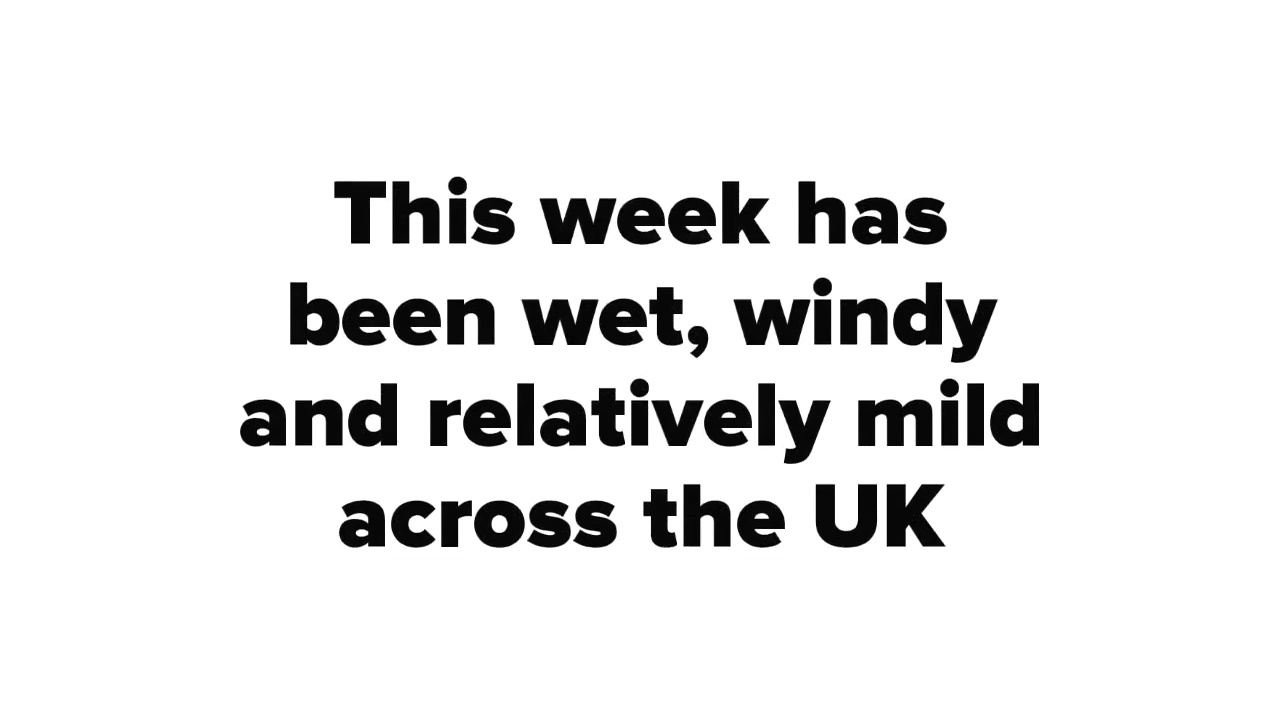 This week has
been wet, windy
and relatively mild
across the UK